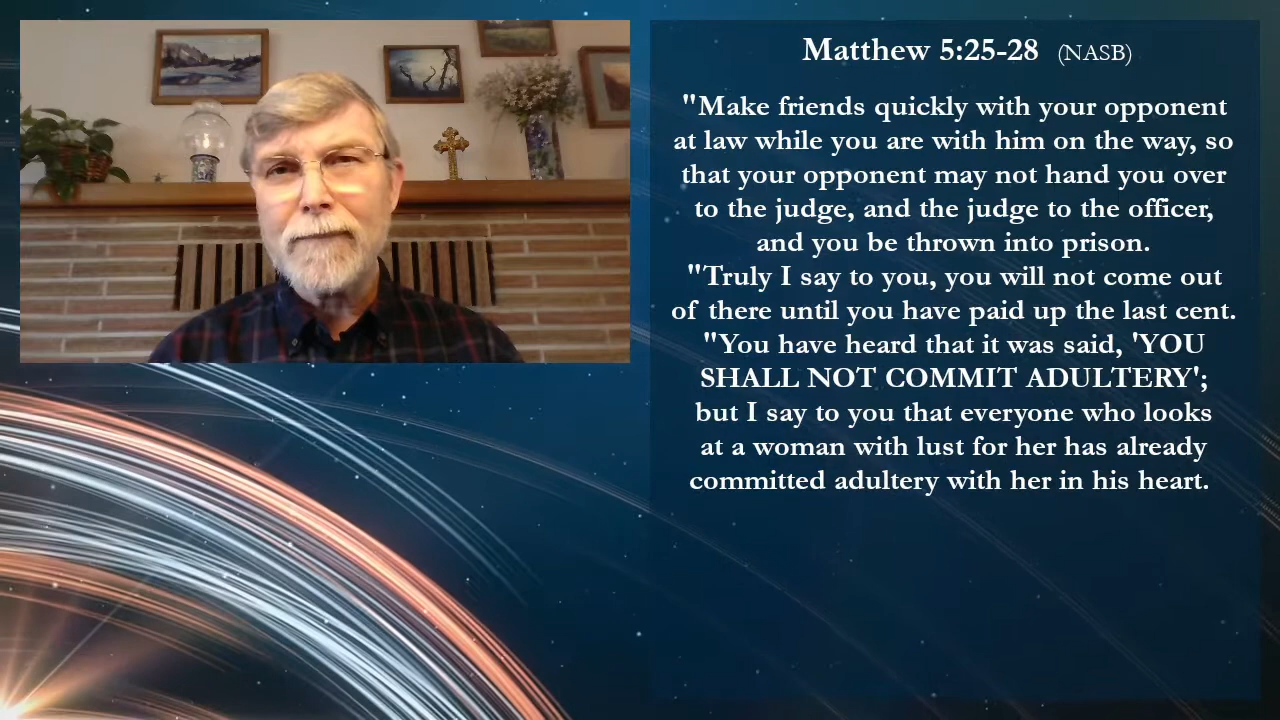 Matthew 5:25-28 (NASB)
"Make friends quickly with your opponent
at law while you are with him on the way, so
that your opponent may not hand you over
to the judge, and the judge to the officer,
and you be thrown into prison.
"Truly I say to you, you will not come out
of there until you have paid up the last cent.
"You have heard that it was said, 'YOU
SHALL NOT COMMIT ADULTERY';
but I say to you that everyone who looks
at a woman with lust for her has already
committed adultery with her in his heart.